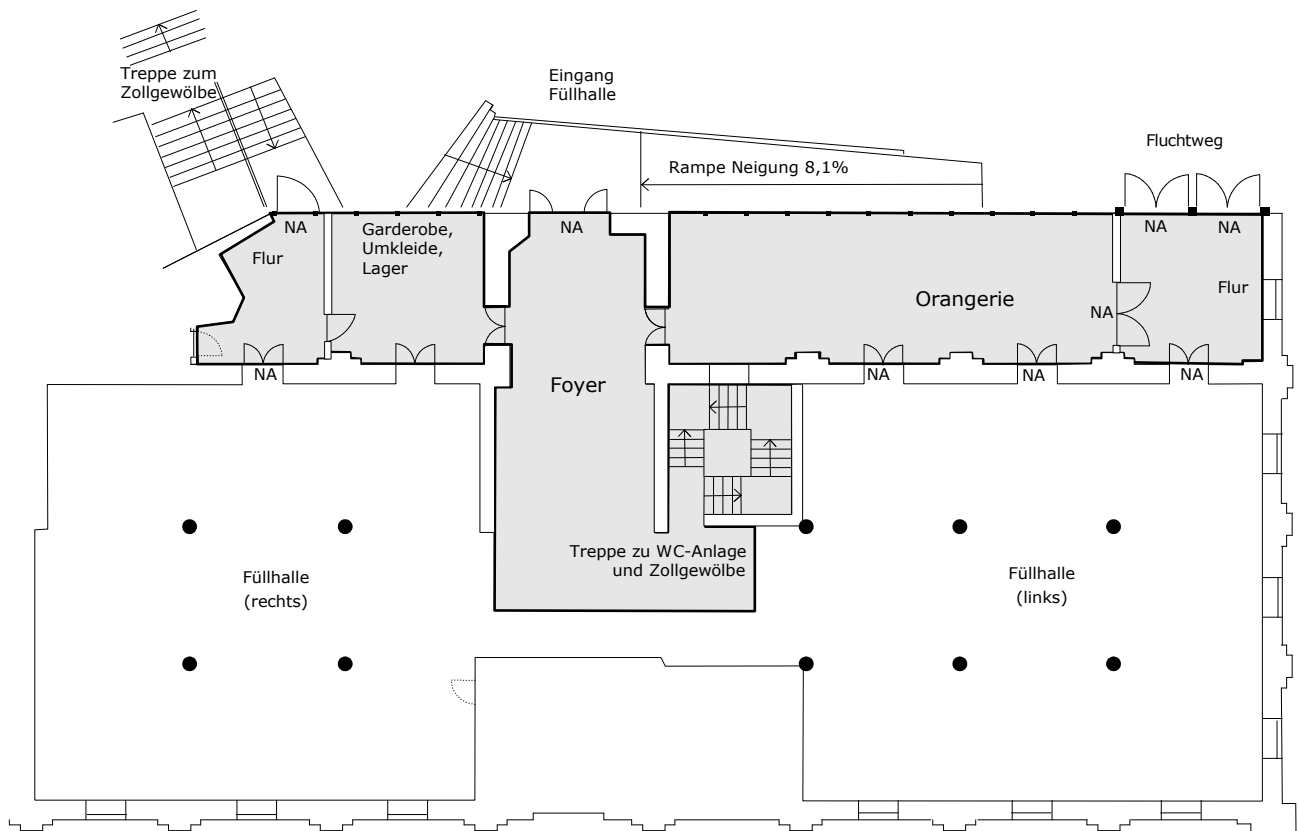 Treppe zum
Zollgewölbe
Eingang
Füllhalle
Fluchtweg
Rampe Neigung 8,1%
NA
Garderobe,
Umkleide,
Lager
Flur
NA
NA
NA
Flur
Orangerie
NA
NA
Foyer
NA
NA
NA
Treppe zu WC-Anlage
und Zollgewölbe
Füllhalle
(rechts)
Füllhalle
(links)